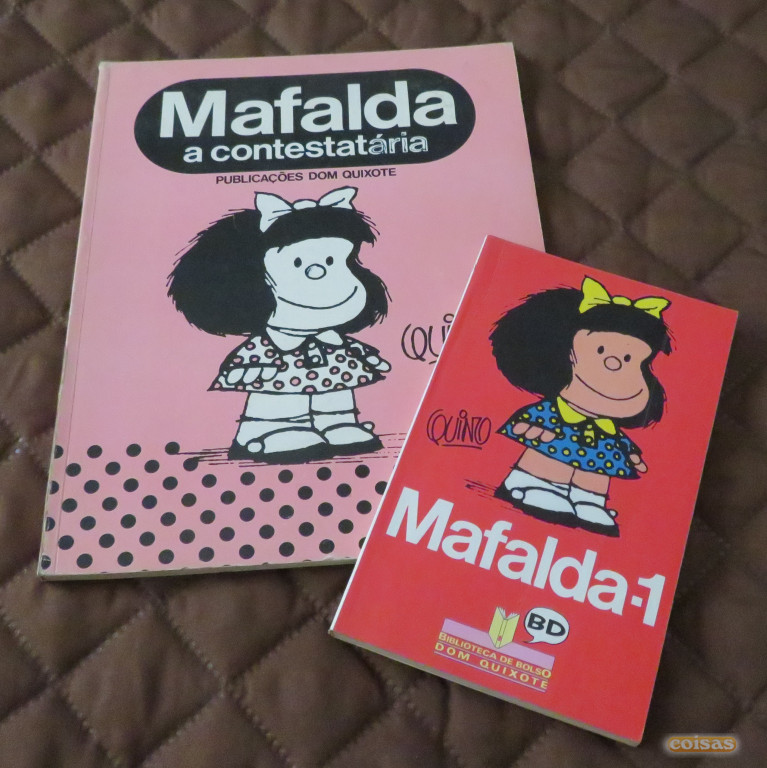 Mafalda
a contestatária
PUBLICAÇÕES DOM QUIXOTE
QUINO
QUINO
Mafalda-1
BD
BIBLIOTECA DE BOLSO
DOM QUIXOTE
coisas